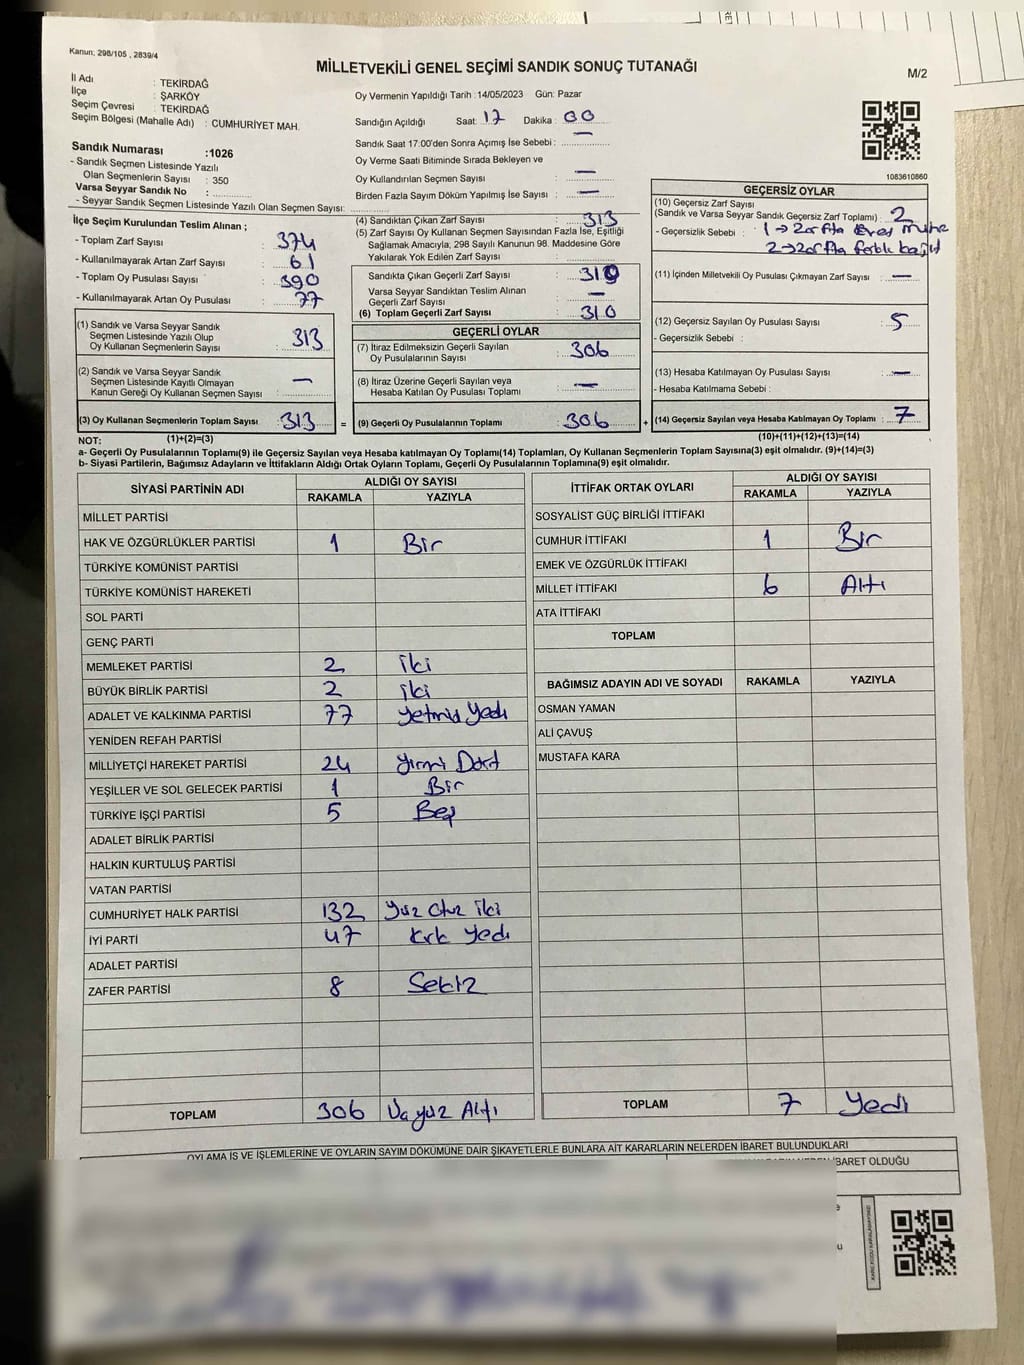 Kanun; 298/105 , 2839/4
MİLLETVEKİLİ GENEL SEÇİMİ SANDIK SONUÇ TUTANAĞI
M/2
İl Adı : TEKİRDAĞ
İlçe : ŞARKÖY
Seçim Çevresi : TEKİRDAĞ
Seçim Bölgesi (Mahalle Adı) : CUMHURİYET MAH.
Sandık Numarası :1026
- Sandık Seçmen Listesinde Yazılı
Olan Seçmenlerin Sayısı : 350
Varsa Seyyar Sandık No :
- Seyyar Sandık Seçmen Listesinde Yazılı Olan Seçmen Sayısı:
Oy Vermenin Yapıldığı Tarih :14/05/2023 Gün: Pazar
Sandığın Açıldığı Saat: 17 Dakika : 00
Sandık Saat 17:00'den Sonra Açımış İse Sebebi : —
Oy Verme Saati Bitiminde Sırada Bekleyen ve
Oy Kullandırılan Seçmen Sayısı : —
Birden Fazla Sayım Döküm Yapılmış İse Sayısı : —
1083610860
İlçe Seçim Kurulundan Teslim Alınan ;
- Toplam Zarf Sayısı : 374
- Kullanılmayarak Artan Zarf Sayısı : 61
- Toplam Oy Pusulası Sayısı : 390
- Kullanılmayarak Artan Oy Pusulası : 77
(1) Sandık ve Varsa Seyyar Sandık
Seçmen Listesinde Yazılı Olup
Oy Kullanan Seçmenlerin Sayısı : 313
(2) Sandık ve Varsa Seyyar Sandık
Seçmen Listesinde Kayıtlı Olmayan
Kanun Gereği Oy Kullanan Seçmen Sayısı : —
(3) Oy Kullanan Seçmenlerin Toplam Sayısı : 313 =
(4) Sandıktan Çıkan Zarf Sayısı : 313
(5) Zarf Sayısı Oy Kullanan Seçmen Sayısından Fazla İse, Eşitliği
Sağlamak Amacıyla, 298 Sayılı Kanunun 98. Maddesine Göre
Yakılarak Yok Edilen Zarf Sayısı :
Sandıkta Çıkan Geçerli Zarf Sayısı : 310
Varsa Seyyar Sandıktan Teslim Alınan
Geçerli Zarf Sayısı : —
(6) Toplam Geçerli Zarf Sayısı : 310
GEÇERLİ OYLAR
(7) İtiraz Edilmeksizin Geçerli Sayılan
Oy Pusulalarının Sayısı : 306
(8) İtiraz Üzerine Geçerli Sayılan veya
Hesaba Katılan Oy Pusulası Toplamı : —
(9) Geçerli Oy Pusulalarının Toplamı : 306 +
GEÇERSİZ OYLAR
(10) Geçersiz Zarf Sayısı
(Sandık ve Varsa Seyyar Sandık Geçersiz Zarf Toplamı) : 2
- Geçersizlik Sebebi : 1 → zarfta
2 → zarfta farklı
(11) İçinden Milletvekili Oy Pusulası Çıkmayan Zarf Sayısı : —
(12) Geçersiz Sayılan Oy Pusulası Sayısı : 5
- Geçersizlik Sebebi :
(13) Hesaba Katılmayan Oy Pusulası Sayısı : —
- Hesaba Katılmama Sebebi :
(14) Geçersiz Sayılan veya Hesaba Katılmayan Oy Toplamı : 7
NOT: (1)+(2)=(3) (10)+(11)+(12)+(13)=(14)
a- Geçerli Oy Pusulasının Toplamı(9) ile Geçersiz Sayılan veya Hesaba katılmayan Oy Toplamı(14) Toplamları, Oy Kullanan Seçmenlerin Toplam Sayısına(3) eşit olmalıdır. (9)+(14)=(3)
b- Siyasi Partilerin, Bağımsız Adayların ve İttifakların Aldığı Ortak Oyların Toplamı, Geçerli Oy Pusulalarının Toplamına(9) eşit olmalıdır.
SİYASİ PARTİNİN ADI ALDIĞI OY SAYISI
RAKAMLA YAZIYLA
MİLLET PARTİSİ
HAK VE ÖZGÜRLÜKLER PARTİSİ 1 Bir
TÜRKİYE KOMÜNİST PARTİSİ
TÜRKİYE KOMÜNİST HAREKETİ
SOL PARTİ
GENÇ PARTİ
MEMLEKET PARTİSİ 2 iki
BÜYÜK BİRLİK PARTİSİ 2 iki
ADALET VE KALKINMA PARTİSİ 77 yetmiş yedi
YENİDEN REFAH PARTİSİ
MİLLİYETÇİ HAREKET PARTİSİ 24 yirmi Dört
YEŞİLLER VE SOL GELECEK PARTİSİ 1 Bir
TÜRKİYE İŞÇİ PARTİSİ 5 Beş
ADALET BİRLİK PARTİSİ
HALKIN KURTULUŞ PARTİSİ
VATAN PARTİSİ
CUMHURİYET HALK PARTİSİ 132 yüz otuz iki
İYİ PARTİ 47 kırk yedi
ADALET PARTİSİ
ZAFER PARTİSİ 8 Sekiz
TOPLAM 306 Üç yüz Altı
İTTİFAK ORTAK OYLARI ALDIĞI OY SAYISI
RAKAMLA YAZIYLA
SOSYALİST GÜÇ BİRLİĞİ İTTİFAKI
CUMHUR İTTİFAKI 1 Bir
EMEK VE ÖZGÜRLÜK İTTİFAKI
MİLLET İTTİFAKI 6 Altı
ATA İTTİFAKI
TOPLAM
BAĞIMSIZ ADAYIN ADI VE SOYADI RAKAMLA YAZIYLA
OSMAN YAMAN
ALİ ÇAVUŞ
MUSTAFA KARA
TOPLAM 7 Yedi
OYLAMA İŞ VE İŞLEMLERİNE VE OYLARIN SAYIM DÖKÜMÜNE DAİR ŞİKAYETLERLE BUNLARA AİT KARARLARIN NELERDEN İBARET BULUNDUKLARI
İBARET OLDUĞU